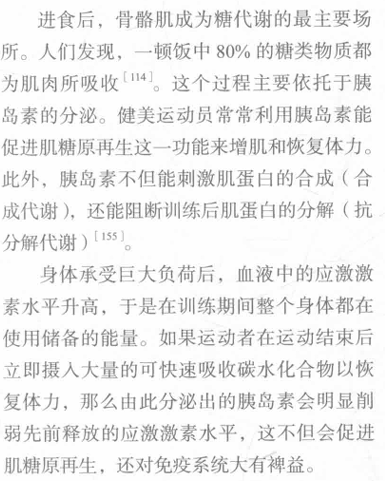 进食后，骨骼肌成为糖代谢的最主要场
所。人们发现，一顿饭中80%的糖类物质都
为肌肉所吸收［114］。这个过程主要依托于胰
岛素的分泌。健美运动员常常利用胰岛素能
促进肌糖原再生这一功能来增肌和恢复体力。
此外，胰岛素不但能刺激肌蛋白的合成（合
成代谢），还能阻断训练后肌蛋白的分解（抗
分解代谢）［155］。
身体承受巨大负荷后，血液中的应激激
素水平升高，于是在训练期间整个身体都在
使用储备的能量。如果运动者在运动结束后
立即摄入大量的可快速吸收碳水化合物以恢
复体力，那么由此分泌出的胰岛素会明显削
弱先前释放的应激激素水平，这不但会促进
肌糖原再生，还对免疫系统大有裨益。